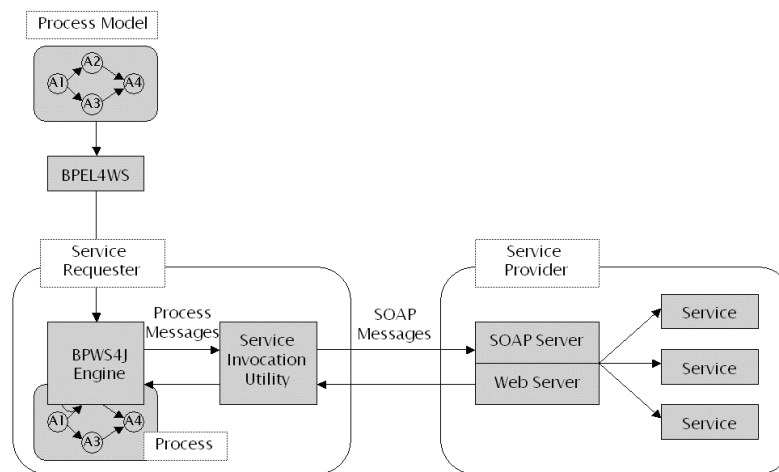 Process Model
A2
A1
A4
A3
BPEL4WS
Service
Requester
Service
Provider
Process
Messages
SOAP
Messages
BPWS4J
Engine
Service
Invocation
Utility
SOAP Server
Web Server
Service
Service
Service
A1
A4
A3
Process